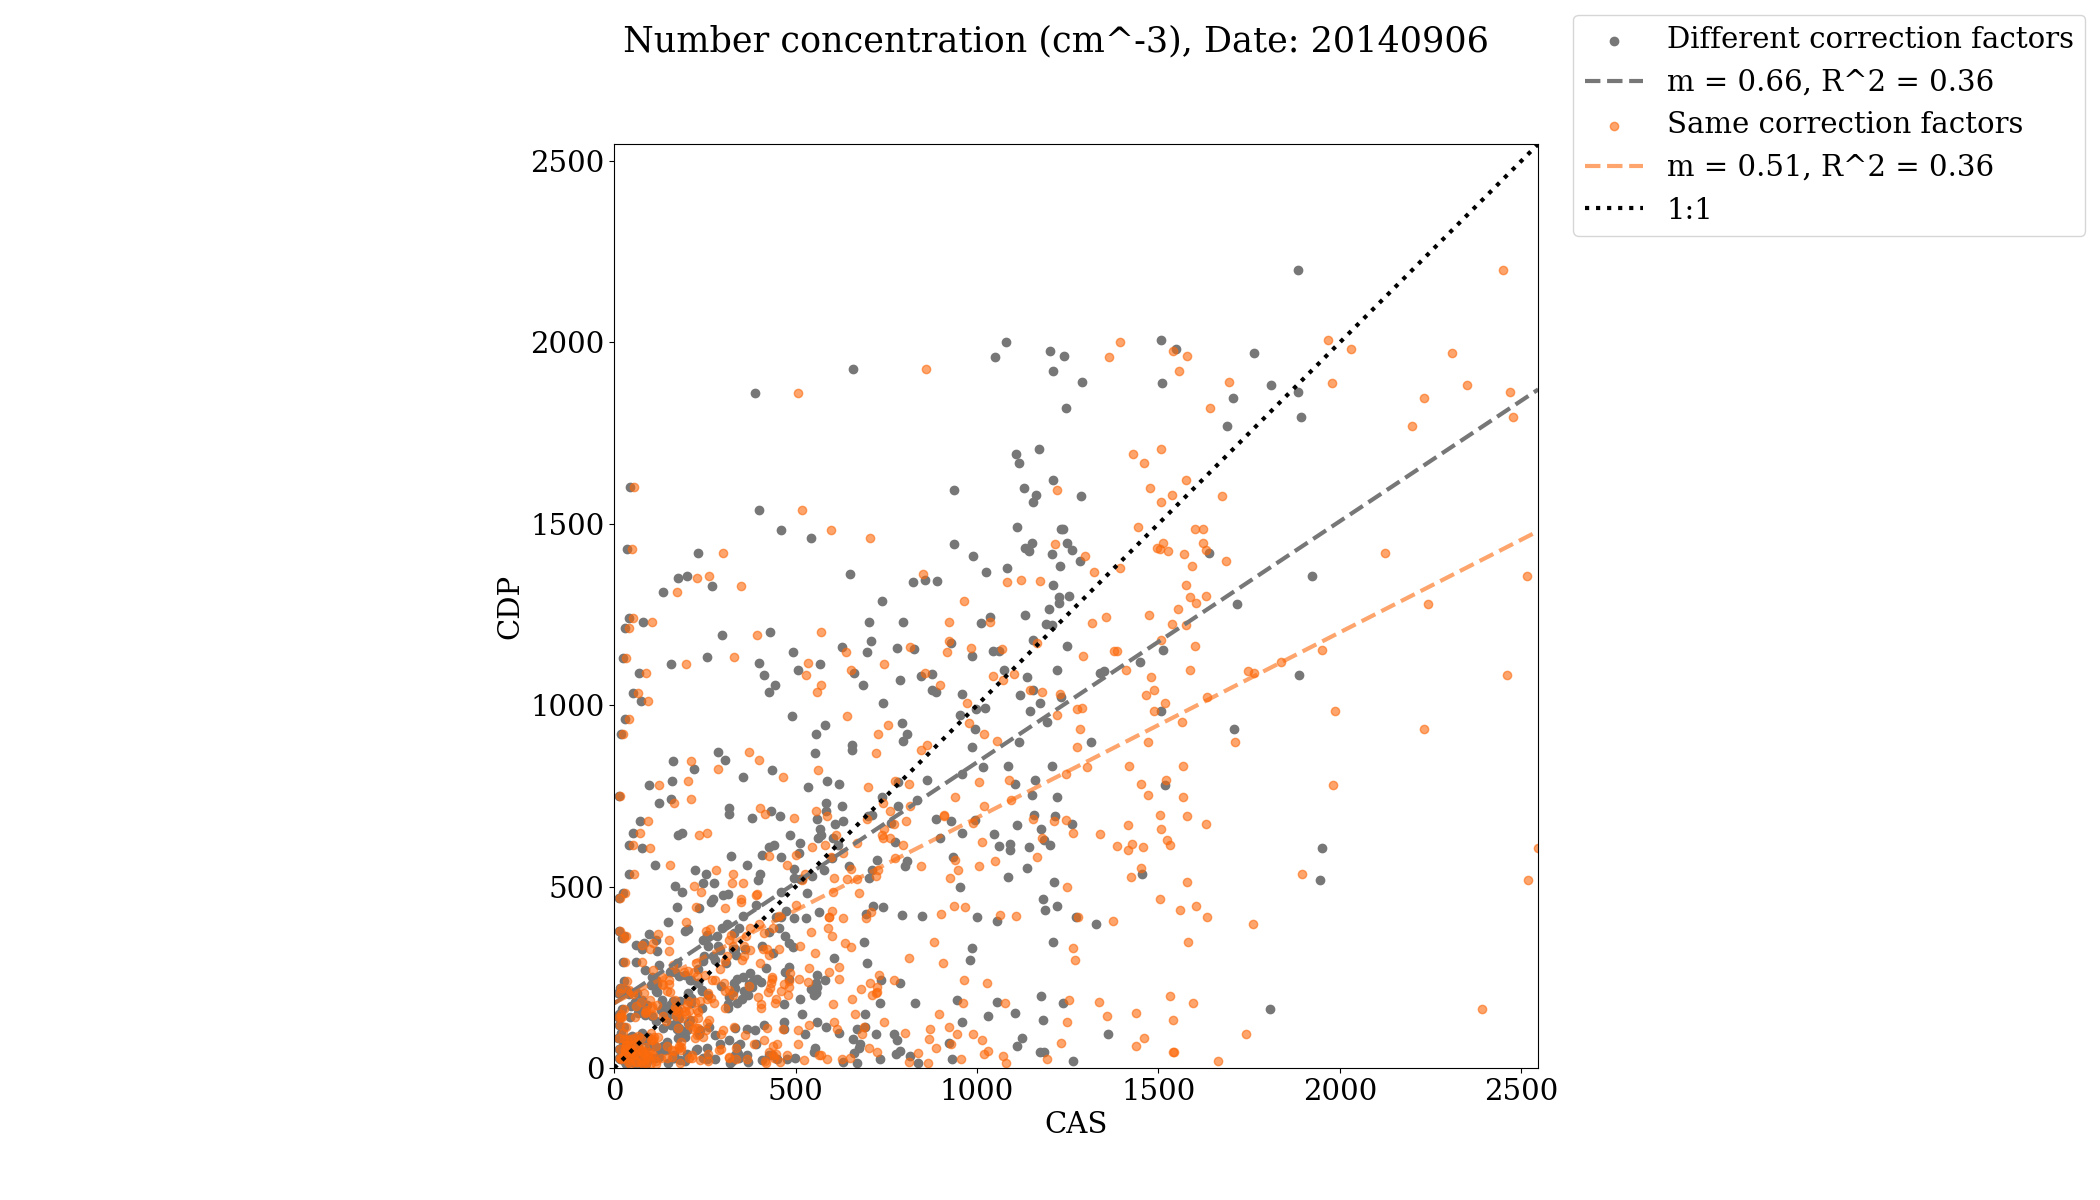 Number concentration (cm^-3), Date: 20140906
Different correction factors
m = 0.66, R^2 = 0.36
Same correction factors
m = 0.51, R^2 = 0.36
1:1
2500
2000
1500
1000
500
0
CDP
0 500 1000 1500 2000 2500
CAS